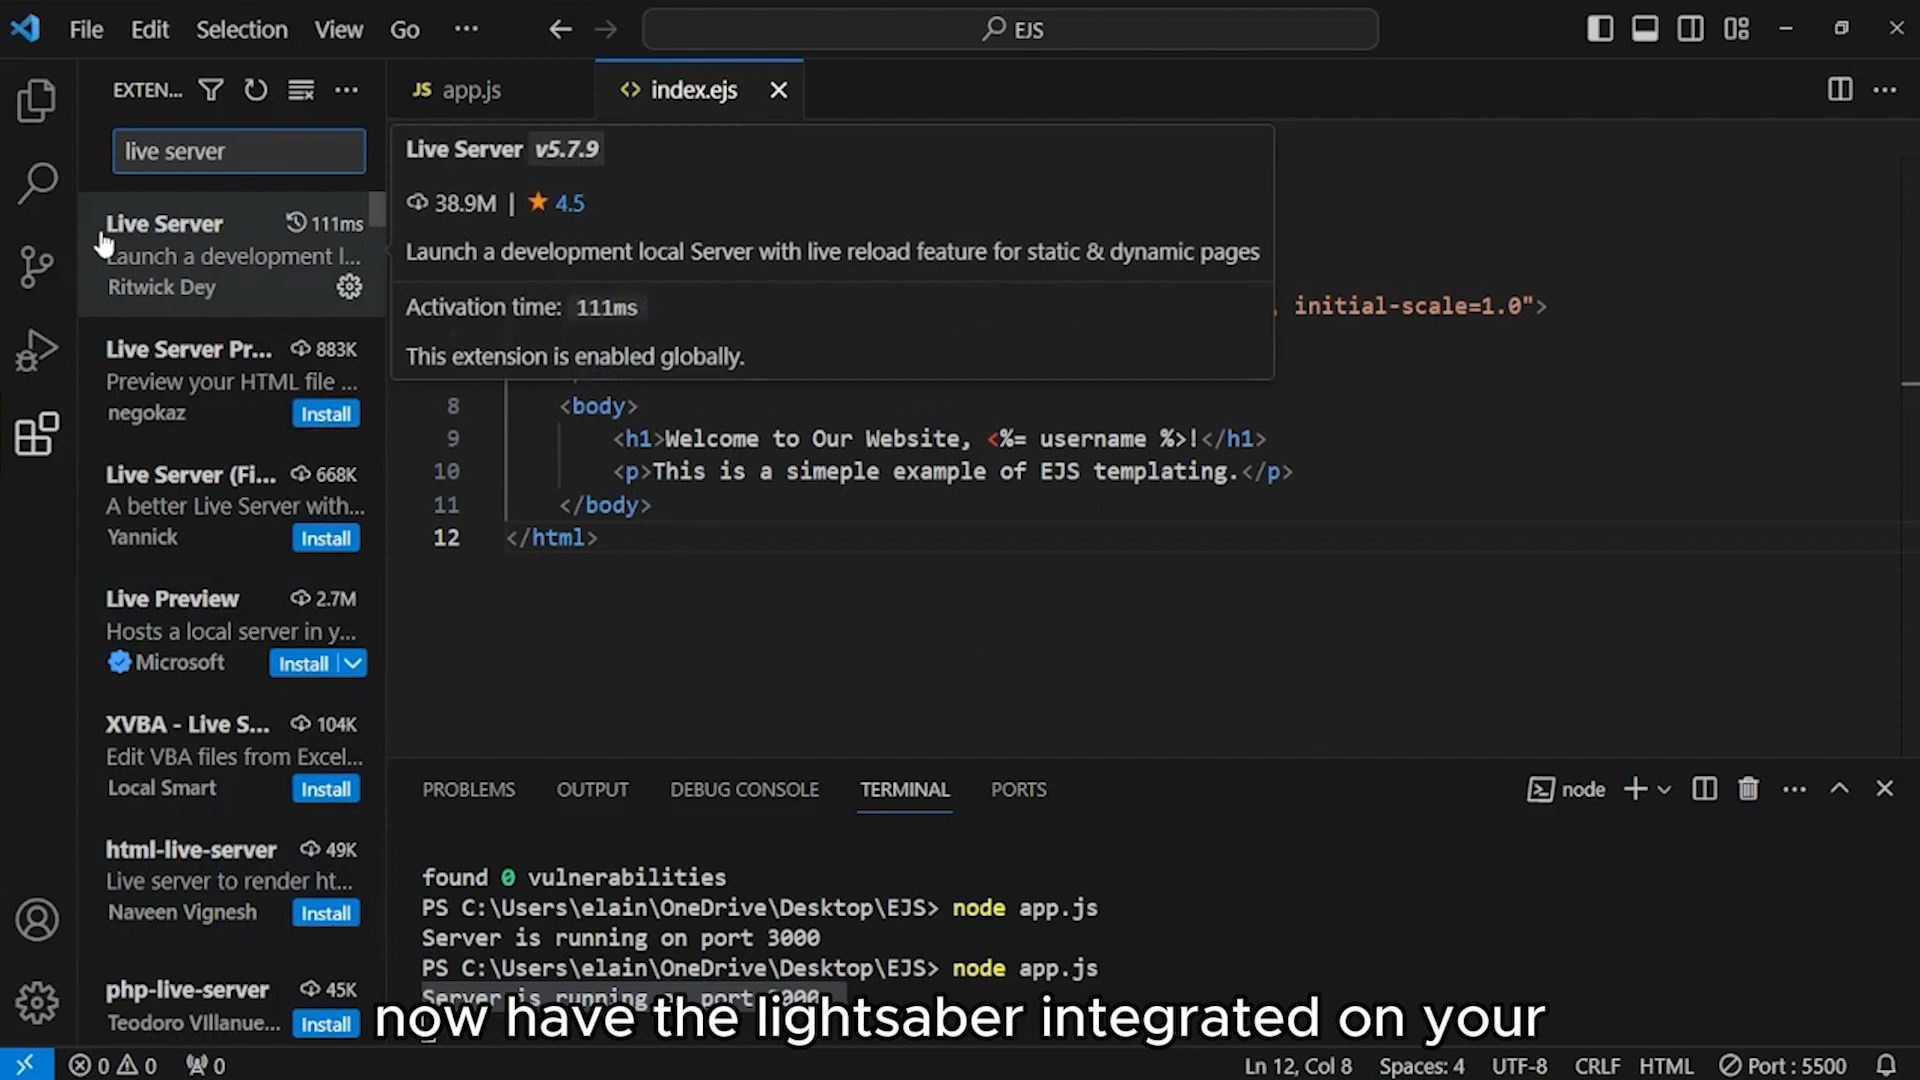 File Edit Selection View Go ... EJS
EXTEN... JS app.js <> index.ejs
live server
Live Server 111ms
Launch a development l...
Ritwick Dey
Live Server v5.7.9
38.9M | 4.5
Launch a development local Server with live reload feature for static & dynamic pages
Activation time: 111ms
This extension is enabled globally.
, initial-scale=1.0">
Live Server Pr... 883K
Preview your HTML file ...
negokaz Install
Live Server (Fi... 668K
A better Live Server with...
Yannick Install
Live Preview 2.7M
Hosts a local server in y...
Microsoft Install
XVBA - Live S... 104K
Edit VBA files from Excel...
Local Smart Install
html-live-server 49K
Live server to render ht...
Naveen Vignesh Install
php-live-server 45K
Teodoro VIllanue... Install
8 <body>
9 <h1>Welcome to Our Website, <%= username %>!</h1>
10 <p>This is a simeple example of EJS templating.</p>
11 </body>
12 </html>
PROBLEMS OUTPUT DEBUG CONSOLE TERMINAL PORTS node
found 0 vulnerabilities
PS C:\Users\elain\OneDrive\Desktop\EJS> node app.js
Server is running on port 3000
PS C:\Users\elain\OneDrive\Desktop\EJS> node app.js
Server is running on port 3000
now have the lightsaber integrated on your
0 0 0 Ln 12, Col 8 Spaces: 4 UTF-8 CRLF HTML Port : 5500